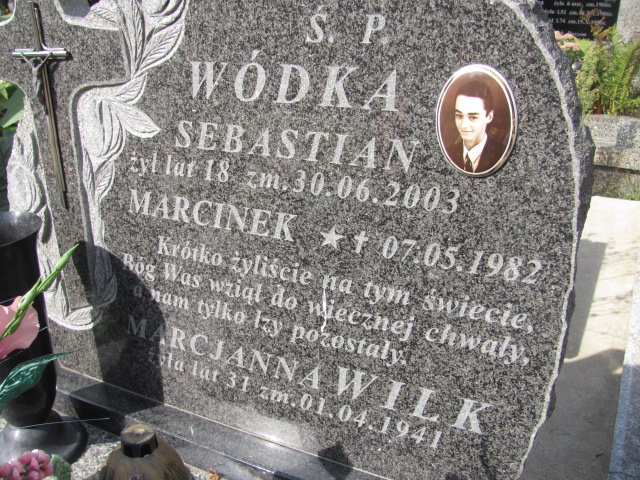 Ś. P.
WÓDKA
SEBASTIAN
żył lat 18 zm. 30.06.2003
MARCINEK ★ ✝ 07.05.1982
Krótko żyliście na tym świecie,
Bóg Was wziął do wiecznej chwały,
a nam tylko łzy pozostały.
MARCJANNA WILK
żyła lat 31 zm. 01.04.1941